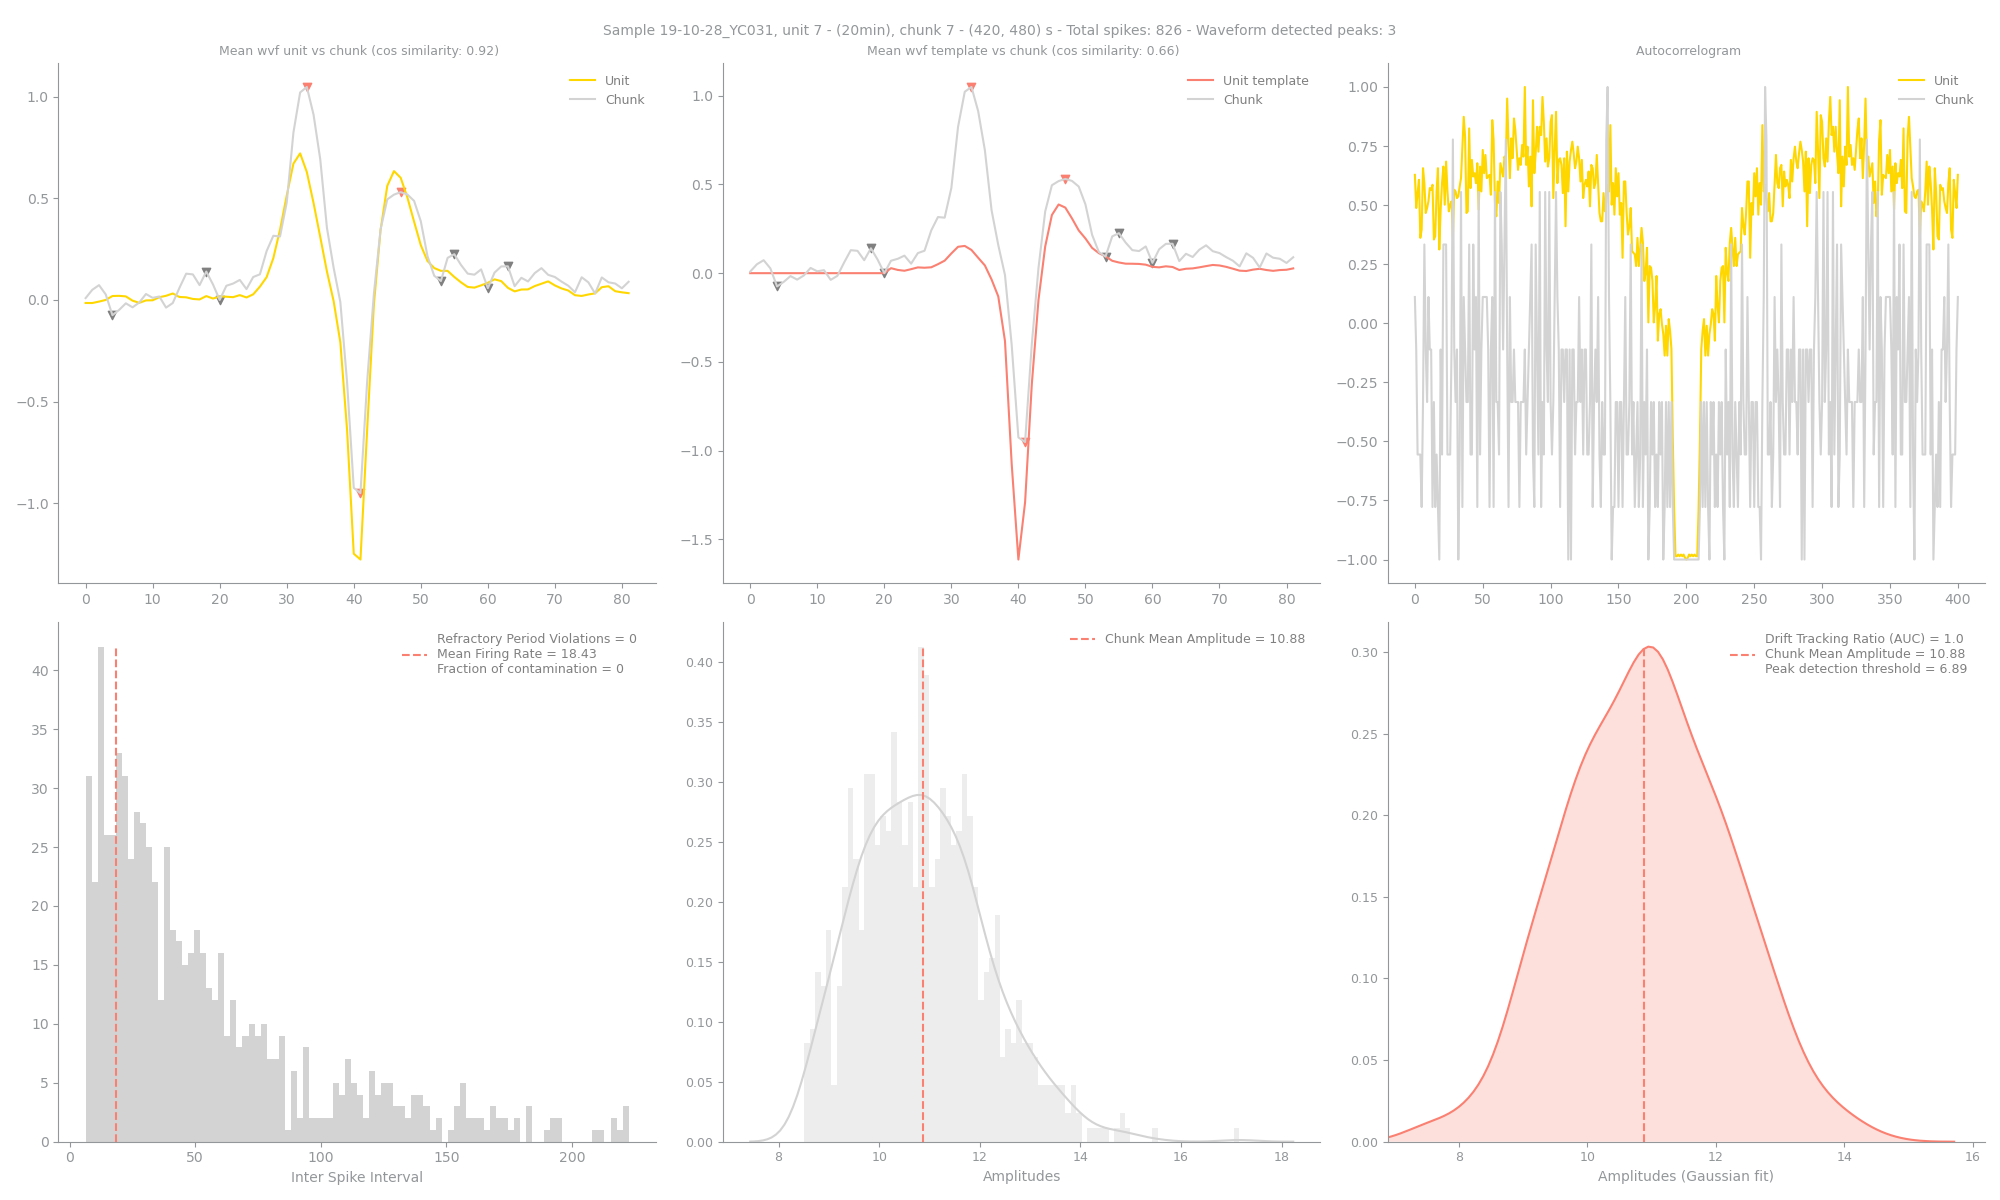 Sample 19-10-28_YC031, unit 7 - (20min), chunk 7 - (420, 480) s - Total spikes: 826 - Waveform detected peaks: 3
Mean wvf unit vs chunk (cos similarity: 0.92)
Unit
Chunk
1.0
0.5
0.0
−0.5
−1.0
0 10 20 30 40 50 60 70 80
Mean wvf template vs chunk (cos similarity: 0.66)
Unit template
Chunk
1.0
0.5
0.0
−0.5
−1.0
−1.5
0 10 20 30 40 50 60 70 80
Autocorrelogram
Unit
Chunk
1.00
0.75
0.50
0.25
0.00
−0.25
−0.50
−0.75
−1.00
0 50 100 150 200 250 300 350 400
Refractory Period Violations = 0
Mean Firing Rate = 18.43
Fraction of contamination = 0
40
35
30
25
20
15
10
5
0
0 50 100 150 200
Inter Spike Interval
Chunk Mean Amplitude = 10.88
0.40
0.35
0.30
0.25
0.20
0.15
0.10
0.05
0.00
8 10 12 14 16 18
Amplitudes
Drift Tracking Ratio (AUC) = 1.0
Chunk Mean Amplitude = 10.88
Peak detection threshold = 6.89
0.30
0.25
0.20
0.15
0.10
0.05
0.00
8 10 12 14 16
Amplitudes (Gaussian fit)